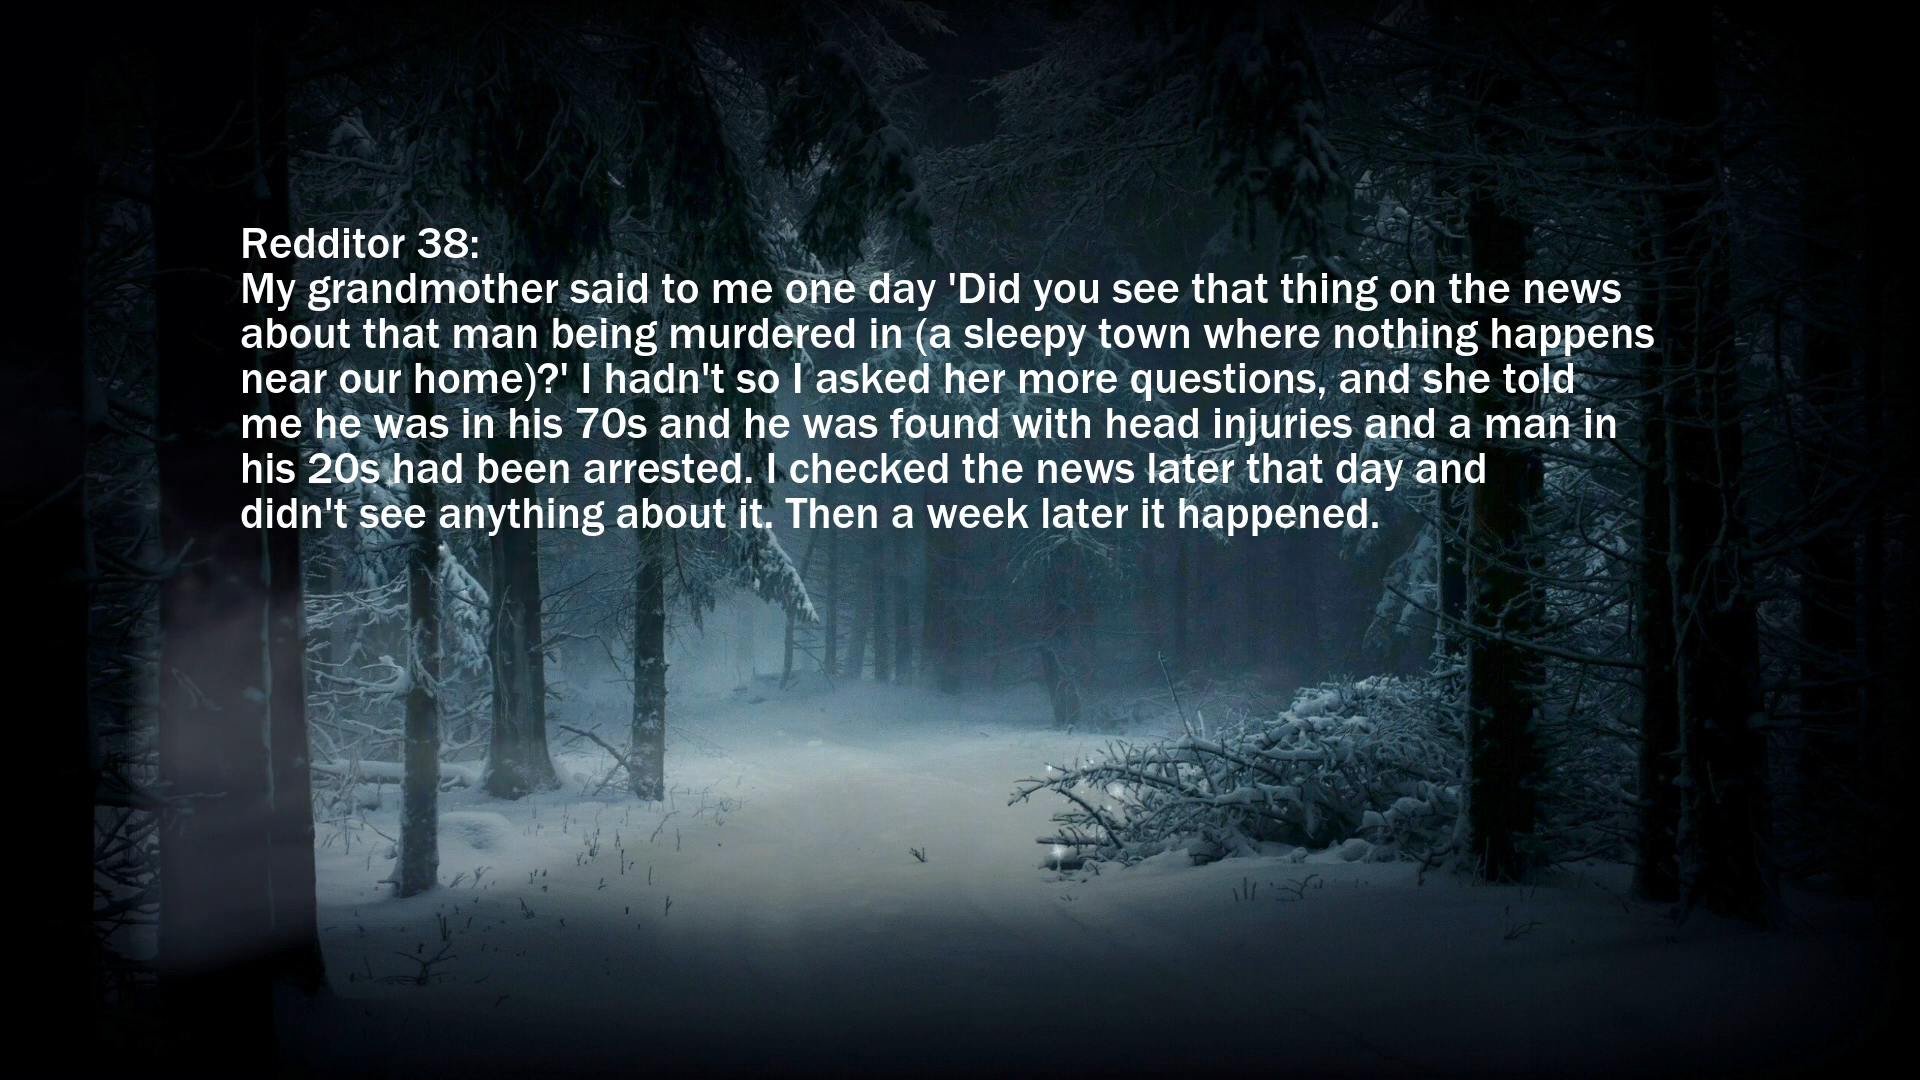 Redditor 38:
My grandmother said to me one day 'Did you see that thing on the news
about that man being murdered in (a sleepy town where nothing happens
near our home)?' I hadn't so I asked her more questions, and she told
me he was in his 70s and he was found with head injuries and a man in
his 20s had been arrested. I checked the news later that day and
didn't see anything about it. Then a week later it happened.